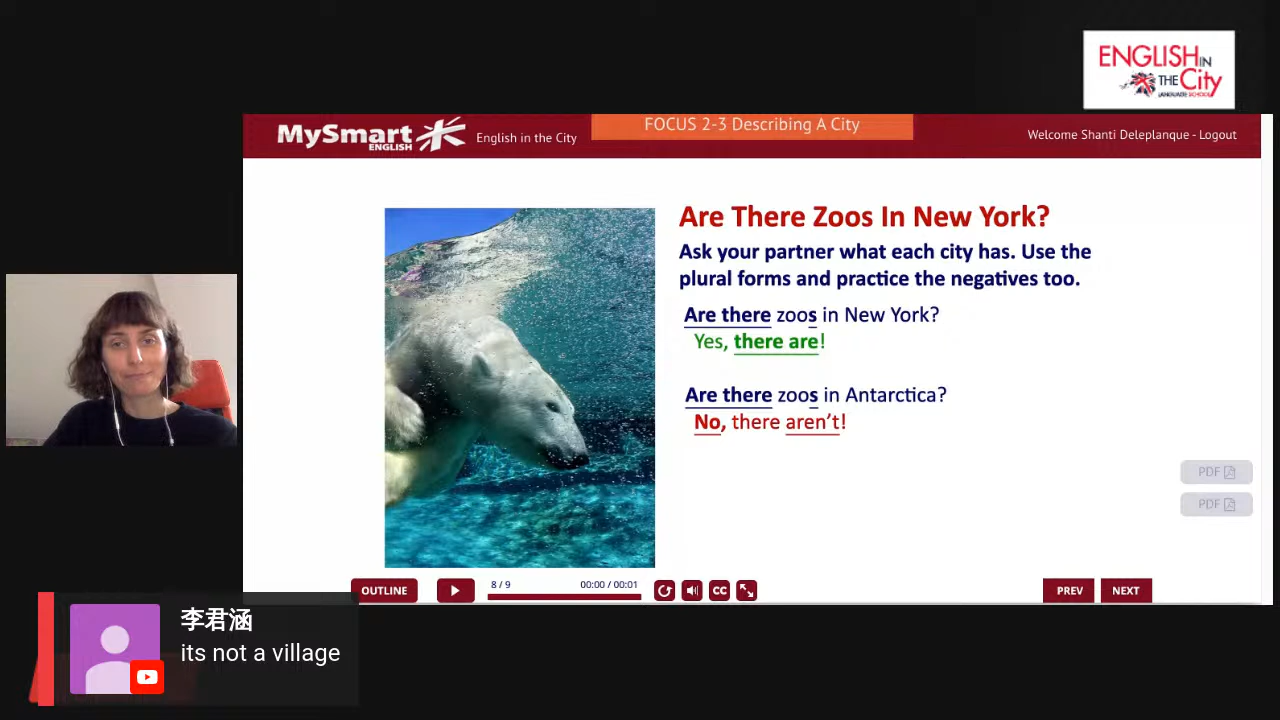 ENGLISH IN
THE City
LANGUAGE SCHOOL
MySmart
ENGLISH
English in the City
FOCUS 2-3 Describing A City
Welcome Shanti Deleplanque - Logout
Are There Zoos In New York?
Ask your partner what each city has. Use the
plural forms and practice the negatives too.
Are there zoos in New York?
Yes, there are!
Are there zoos in Antarctica?
No, there aren't!
PDF
PDF
OUTLINE
8 / 9
00:00 / 00:01
CC
PREV
NEXT
李君涵
its not a village